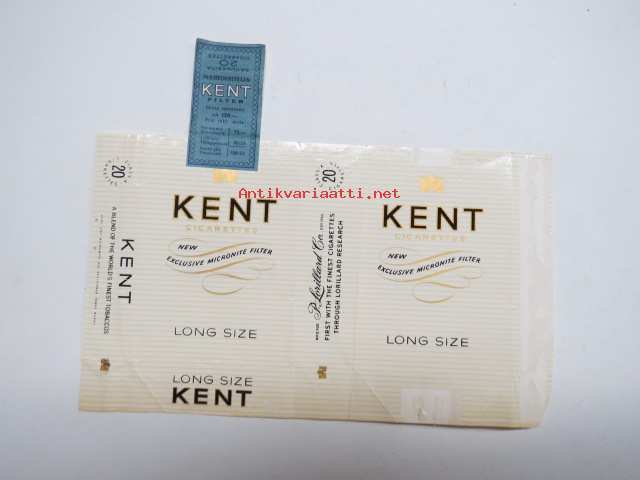 20
KENT
FILTER
Antikvariaatti.net
KENT
CIGARETTES
NEW
EXCLUSIVE MICRONITE FILTER
LONG SIZE
LONG SIZE
KENT
20
KENT
A BLEND OF THE WORLD'S FINEST TOBACCOS
20
P. Lorillard Co.
FIRST WITH THE FINEST CIGARETTES
THROUGH LORILLARD RESEARCH
KENT
CIGARETTES
NEW
EXCLUSIVE MICRONITE FILTER
LONG SIZE